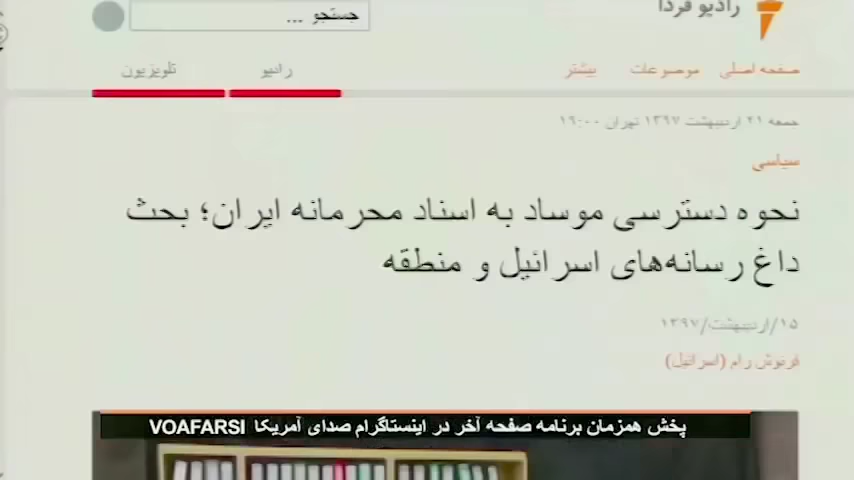 رادیو فردا
جستجو ...
صفحه اصلی
موضوعات
بیشتر
رادیو
تلویزیون
جمعه ۲۱ اردیبهشت ۱۳۹۷ تهران ۱۹:۰۰
سیاسی
نحوه دسترسی موساد به اسناد محرمانه ایران؛ بحث
داغ رسانه‌های اسرائیل و منطقه
۱۵/اردیبهشت/۱۳۹۷
فرنوش رام (اسرائیل)
پخش همزمان برنامه صفحه آخر در اینستاگرام صدای آمریکا VOAFARSI